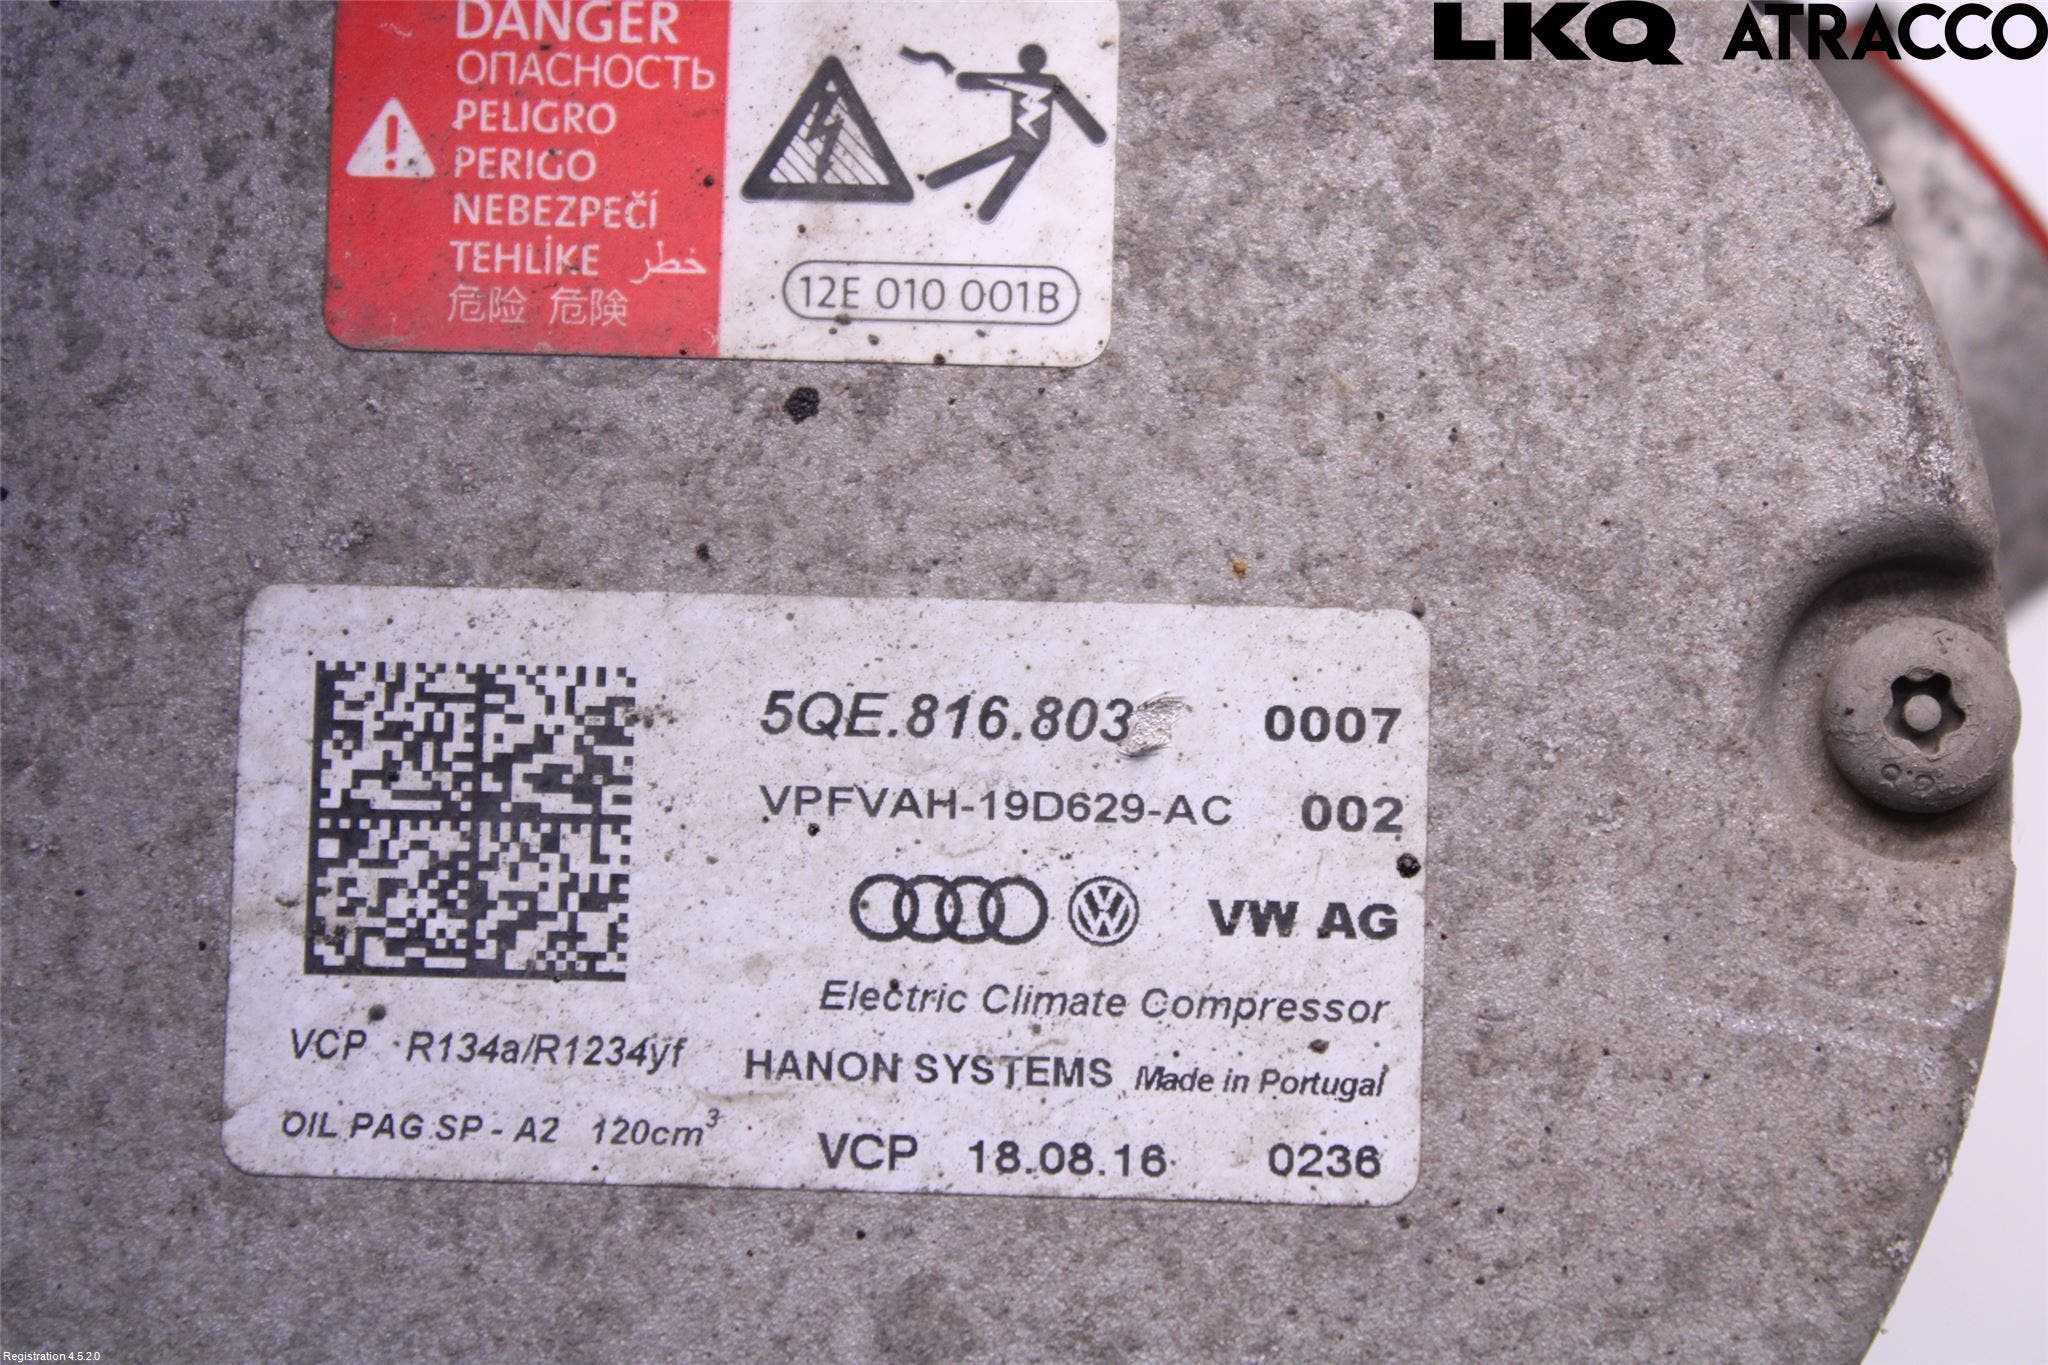 LKQ ATRACCO
DANGER
ОПАСНОСТЬ
PELIGRO
PERIGO
NEBEZPEČÍ
TEHLİKE خطر
危险 危険
12E 010 001B
5QE.816.803 0007
VPFVAH-19D629-AC 002
VW AG
Electric Climate Compressor
VCP R134a/R1234yf
HANON SYSTEMS Made in Portugal
OIL PAG SP - A2 120cm³
VCP 18.08.16 0236
Registration 4.5.2.0